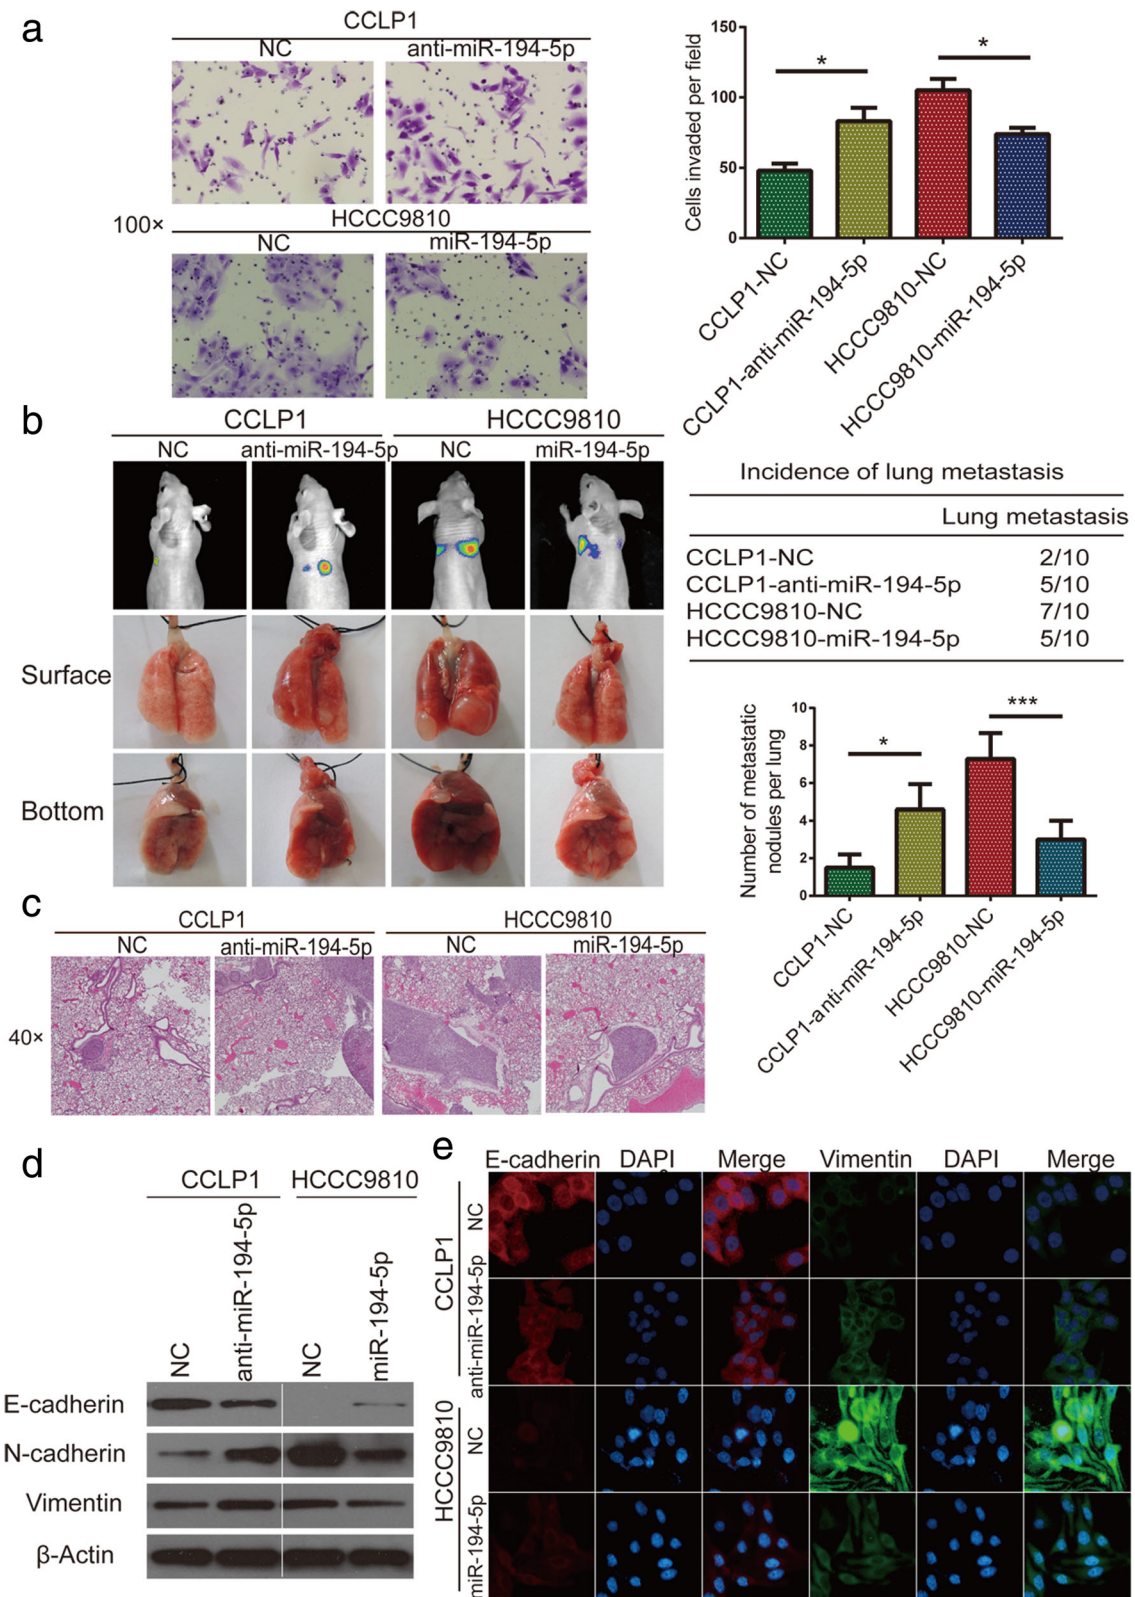 a
CCLP1
NC anti-miR-194-5p
100×
HCCC9810
NC miR-194-5p
Cells invaded per field
150
100
50
0
*
*
CCLP1-NC
CCLP1-anti-miR-194-5p
HCCC9810-NC
HCCC9810-miR-194-5p
b
CCLP1 HCCC9810
NC anti-miR-194-5p NC miR-194-5p
Surface
Bottom
Incidence of lung metastasis
Lung metastasis
CCLP1-NC 2/10
CCLP1-anti-miR-194-5p 5/10
HCCC9810-NC 7/10
HCCC9810-miR-194-5p 5/10
Number of metastatic
nodules per lung
10
8
6
4
2
0
*
***
CCLP1-NC
CCLP1-anti-miR-194-5p
HCCC9810-NC
HCCC9810-miR-194-5p
c
CCLP1 HCCC9810
NC anti-miR-194-5p NC miR-194-5p
40×
d
CCLP1 HCCC9810
NC anti-miR-194-5p NC miR-194-5p
E-cadherin
N-cadherin
Vimentin
β-Actin
e
E-cadherin DAPI Merge Vimentin DAPI Merge
CCLP1
NC
anti-miR-194-5p
HCCC9810
NC
miR-194-5p